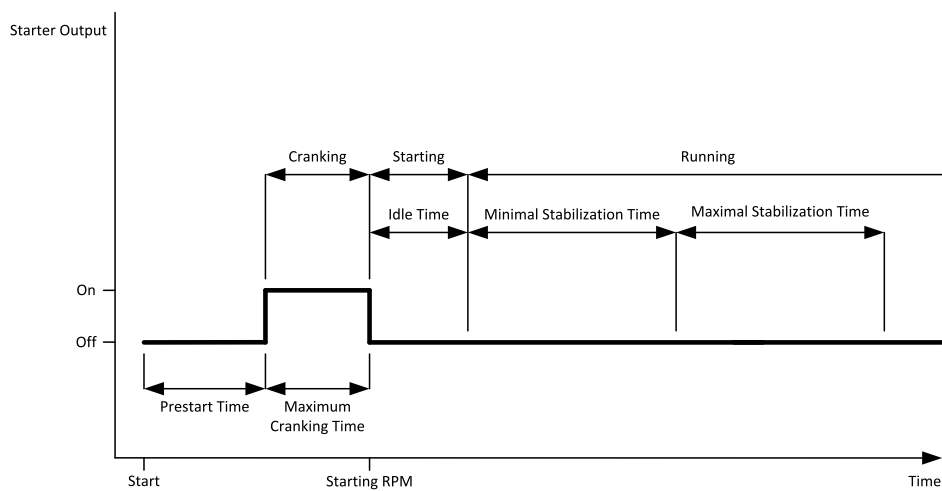 Starter Output
Cranking
Starting
Running
Idle Time
Minimal Stabilization Time
Maximal Stabilization Time
On
Off
Prestart Time
Maximum
Cranking Time
Start
Starting RPM
Time